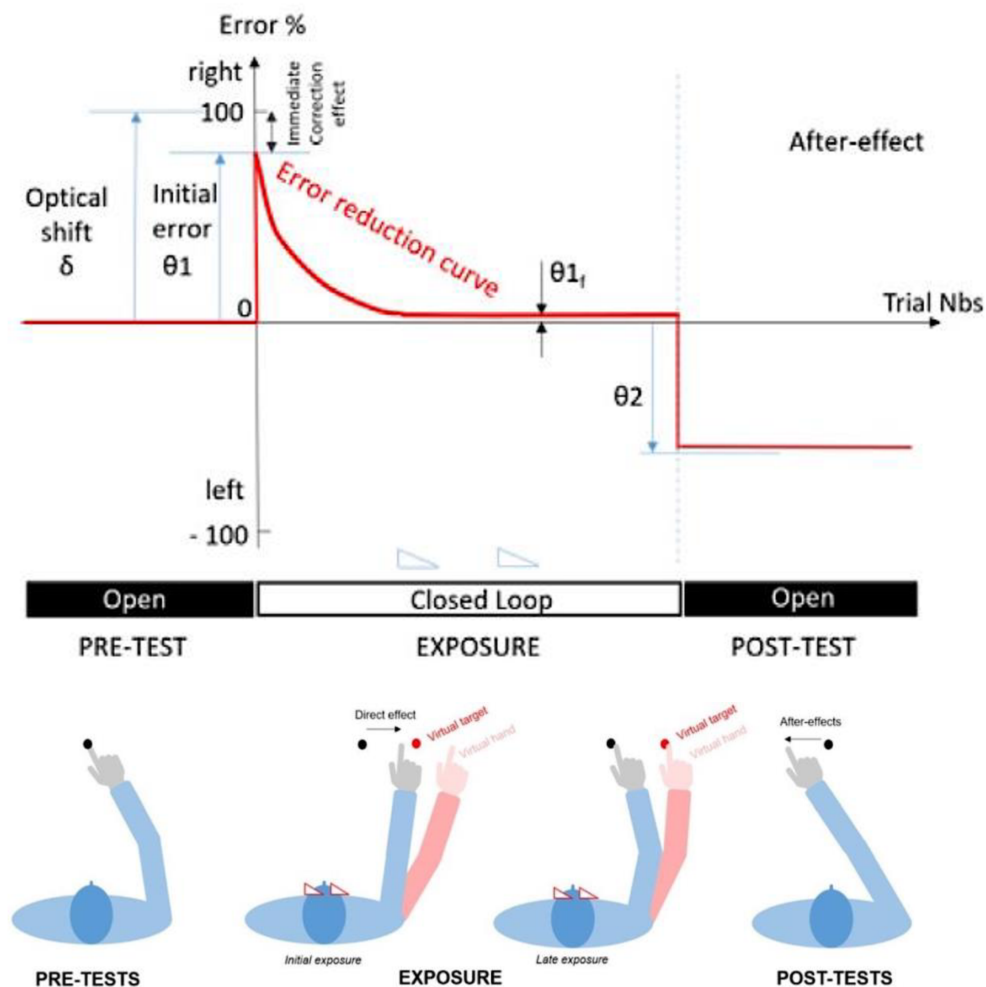 Error %
right
100
Immediate
Correction
effect
After-effect
Optical
shift
δ
Initial
error
θ1
Error reduction curve
θ1f
0
Trial Nbs
θ2
left
- 100
Open
Closed Loop
Open
PRE-TEST
EXPOSURE
POST-TEST
Direct effect
Virtual target
Virtual hand
Virtual target
Virtual hand
After-effects
Initial exposure
Late exposure
PRE-TESTS
EXPOSURE
POST-TESTS